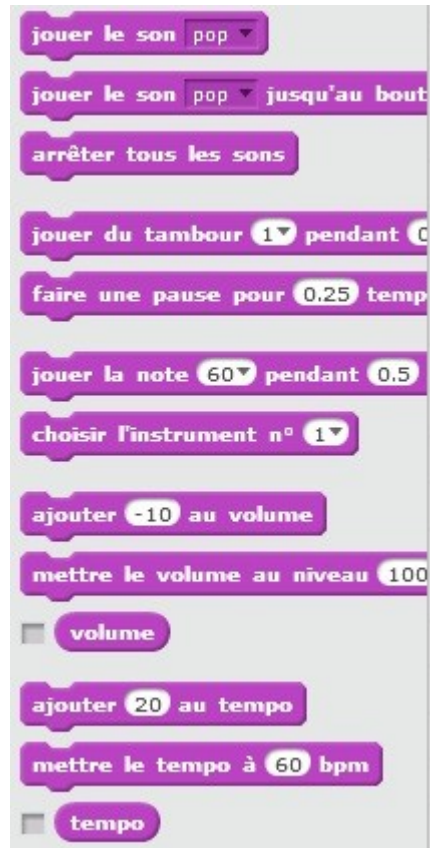 jouer le son pop
jouer le son pop jusqu'au bout
arrêter tous les sons
jouer du tambour 1 pendant
faire une pause pour 0.25 temp
jouer la note 60 pendant 0.5
choisir l'instrument n° 1
ajouter -10 au volume
mettre le volume au niveau 100
volume
ajouter 20 au tempo
mettre le tempo à 60 bpm
tempo